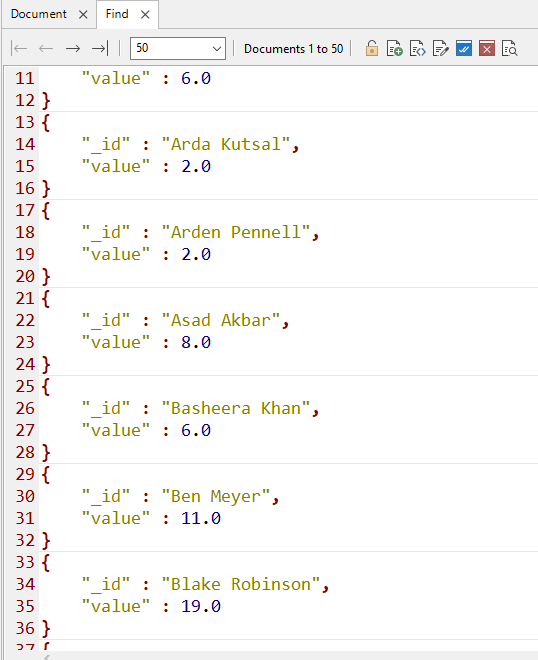 Document × Find ×
50 Documents 1 to 50
11 "value" : 6.0
12 }
13 {
14 "_id" : "Arda Kutsal",
15 "value" : 2.0
16 }
17 {
18 "_id" : "Arden Pennell",
19 "value" : 2.0
20 }
21 {
22 "_id" : "Asad Akbar",
23 "value" : 8.0
24 }
25 {
26 "_id" : "Basheera Khan",
27 "value" : 6.0
28 }
29 {
30 "_id" : "Ben Meyer",
31 "value" : 11.0
32 }
33 {
34 "_id" : "Blake Robinson",
35 "value" : 19.0
36 }
37 {